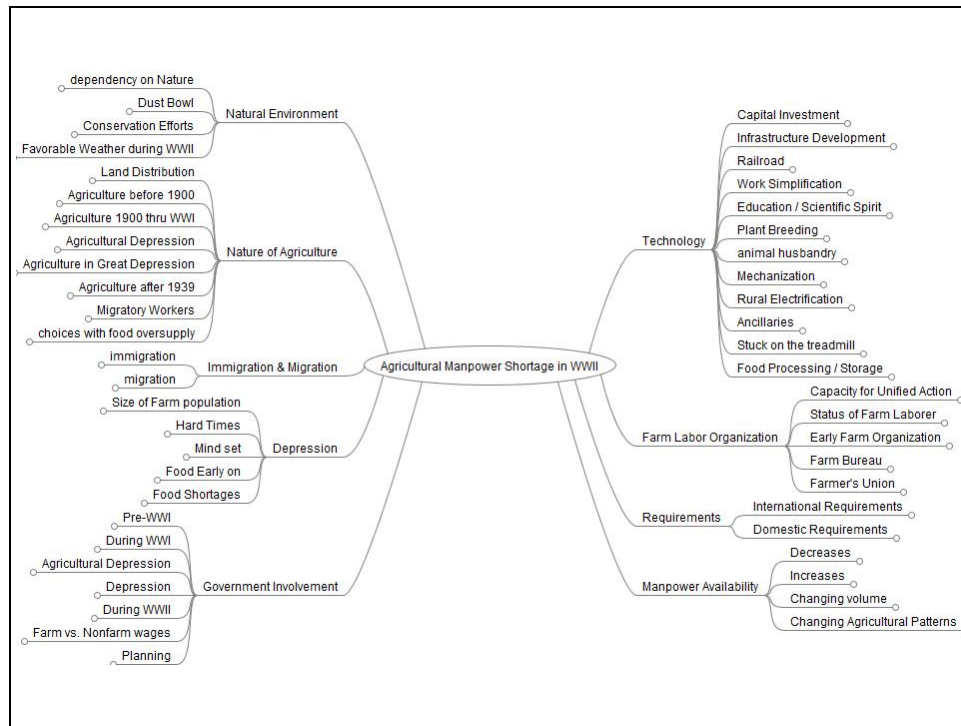 dependency on Nature
Dust Bowl
Conservation Efforts
Favorable Weather during WWII
Natural Environment
Land Distribution
Agriculture before 1900
Agriculture 1900 thru WWI
Agricultural Depression
Agriculture in Great Depression
Agriculture after 1939
Migratory Workers
choices with food oversupply
Nature of Agriculture
immigration
migration
Immigration & Migration
Size of Farm population
Hard Times
Mind set
Food Early on
Food Shortages
Depression
Pre-WWI
During WWI
Agricultural Depression
Depression
During WWII
Farm vs. Nonfarm wages
Planning
Government Involvement
Agricultural Manpower Shortage in WWII
Technology
Capital Investment
Infrastructure Development
Railroad
Work Simplification
Education / Scientific Spirit
Plant Breeding
animal husbandry
Mechanization
Rural Electrification
Ancillaries
Stuck on the treadmill
Food Processing / Storage
Farm Labor Organization
Capacity for Unified Action
Status of Farm Laborer
Early Farm Organization
Farm Bureau
Farmer's Union
Requirements
International Requirements
Domestic Requirements
Manpower Availability
Decreases
Increases
Changing volume
Changing Agricultural Patterns